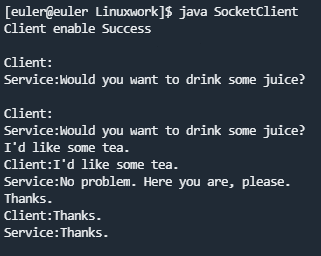 [euler@euler Linuxwork]$ java SocketClient
Client enable Success
Client:
Service:Would you want to drink some juice?
Client:
Service:Would you want to drink some juice?
I'd like some tea.
Client:I'd like some tea.
Service:No problem. Here you are, please.
Thanks.
Client:Thanks.
Service:Thanks.